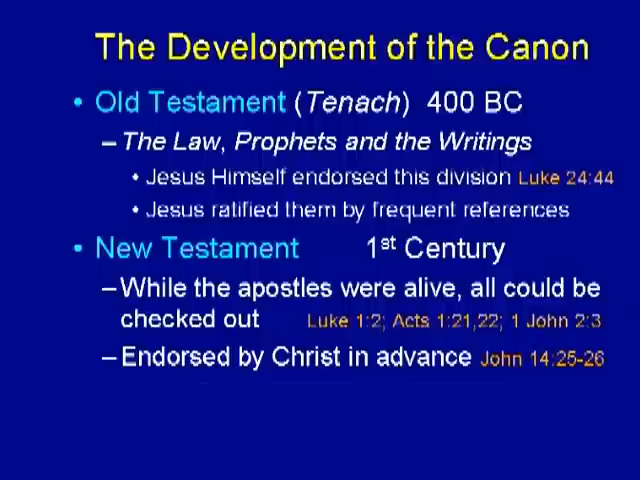 The Development of the Canon
• Old Testament (Tenach) 400 BC
– The Law, Prophets and the Writings
• Jesus Himself endorsed this division Luke 24:44
• Jesus ratified them by frequent references
• New Testament 1st Century
– While the apostles were alive, all could be
checked out Luke 1:2; Acts 1:21,22; 1 John 2:3
– Endorsed by Christ in advance John 14:25-26